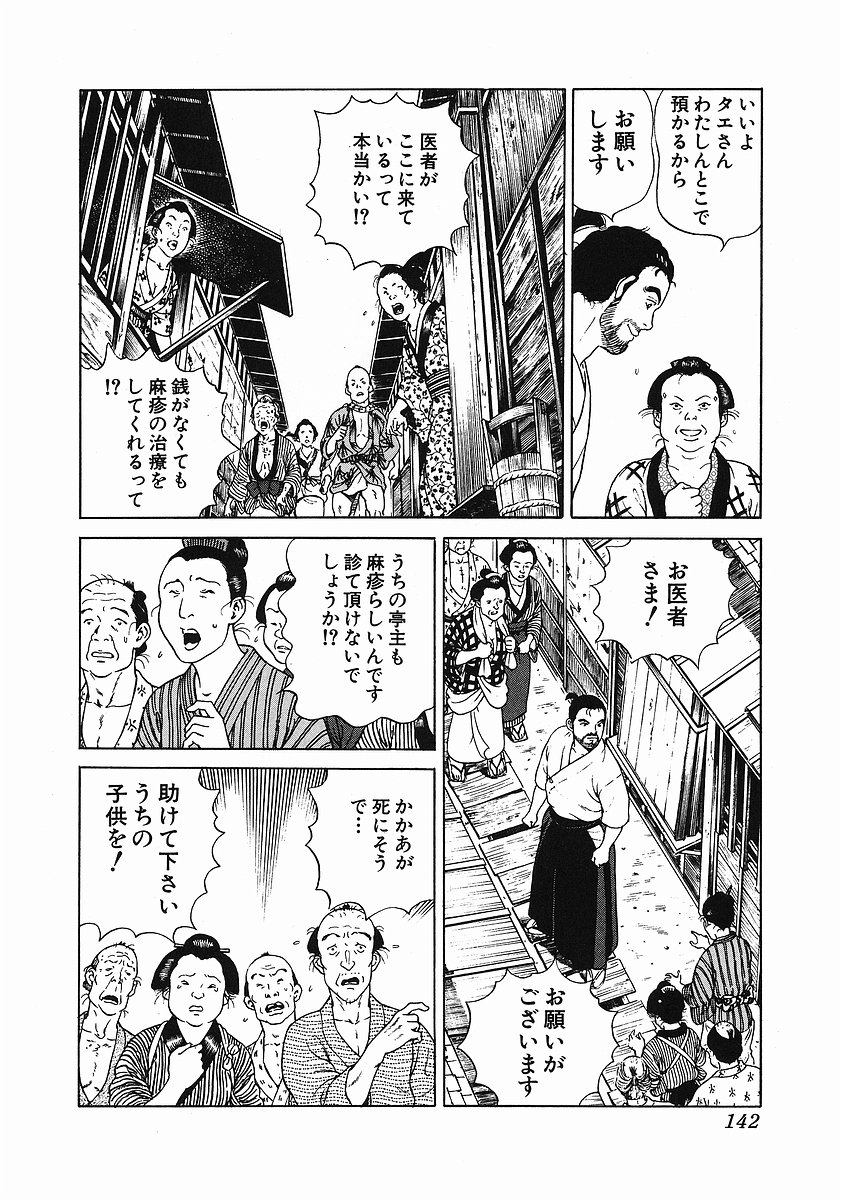 いいよ
タエさん
わたしんとこで
預かるから
お願い
します
医者が
ここに来て
いるって
本当かい!?
銭がなくても
麻疹の治療を
してくれるって
!?
お医者
さま!
お願いが
ございます
うちの亭主も
麻疹らしいんです
診て頂けないで
しょうか!?
かかあが
死にそう
で…
助けて下さい
うちの
子供を!
142